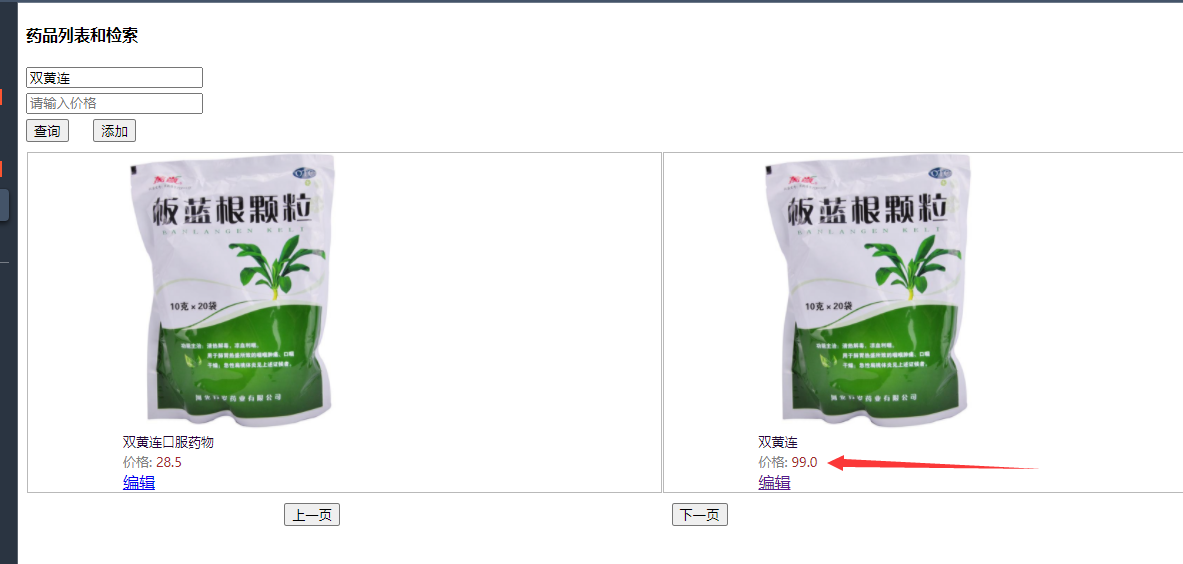 药品列表和检索
双黄连
请输入价格
查询 添加
板蓝根颗粒
BANLANGEN KELI
10克×20袋
双黄连口服药物
价格: 28.5
编辑
板蓝根颗粒
BANLANGEN KELI
10克×20袋
双黄连
价格: 99.0
编辑
上一页 下一页